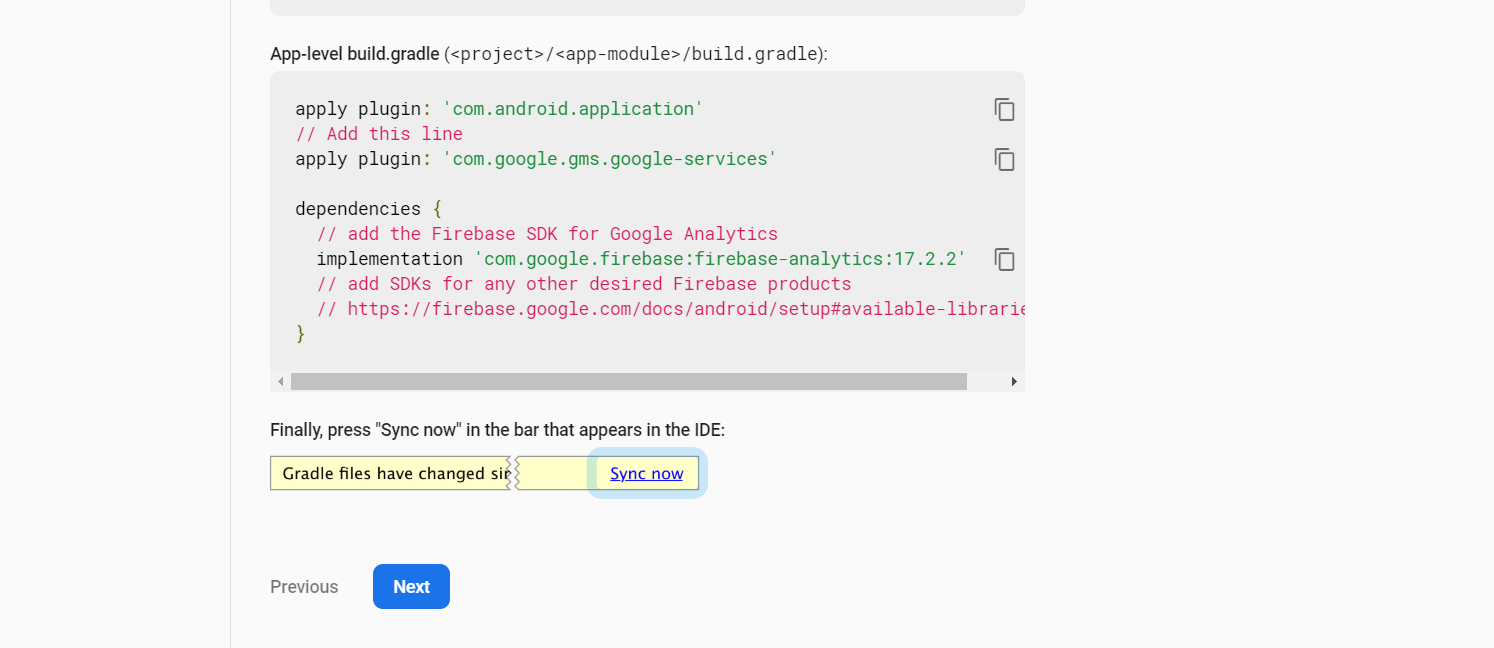 App-level build.gradle (<project>/<app-module>/build.gradle):
apply plugin: 'com.android.application'
// Add this line
apply plugin: 'com.google.gms.google-services'
dependencies {
// add the Firebase SDK for Google Analytics
implementation 'com.google.firebase:firebase-analytics:17.2.2'
// add SDKs for any other desired Firebase products
// https://firebase.google.com/docs/android/setup#available-librarie
}
Finally, press "Sync now" in the bar that appears in the IDE:
Gradle files have changed sin Sync now
Previous Next